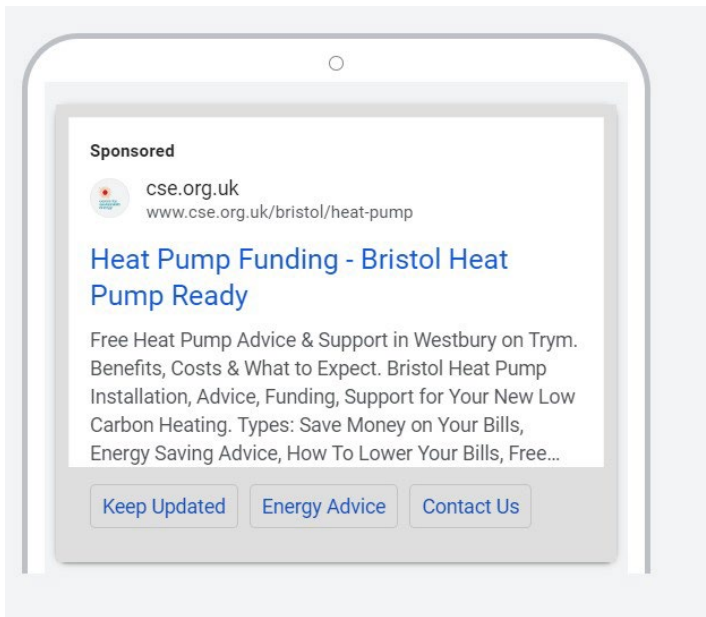 Sponsored
cse.org.uk
www.cse.org.uk/bristol/heat-pump
Heat Pump Funding - Bristol Heat
Pump Ready
Free Heat Pump Advice & Support in Westbury on Trym.
Benefits, Costs & What to Expect. Bristol Heat Pump
Installation, Advice, Funding, Support for Your New Low
Carbon Heating. Types: Save Money on Your Bills,
Energy Saving Advice, How To Lower Your Bills, Free…
Keep Updated
Energy Advice
Contact Us